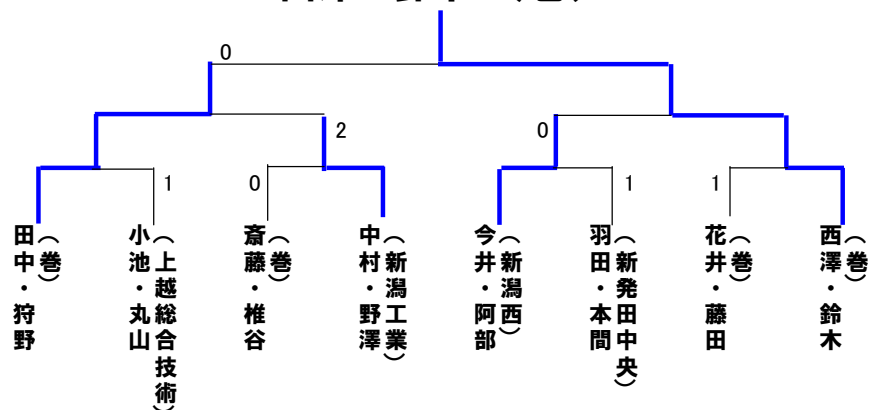 0
2
0
1
0
1
1
田中・狩野
（巻）
小池・丸山
（上越総合技術）
斎藤・椎谷
（巻）
中村・野澤
（新潟工業）
今井・阿部
（新潟西）
羽田・本間
（新発田中央）
花井・藤田
（巻）
西澤・鈴木
（巻）